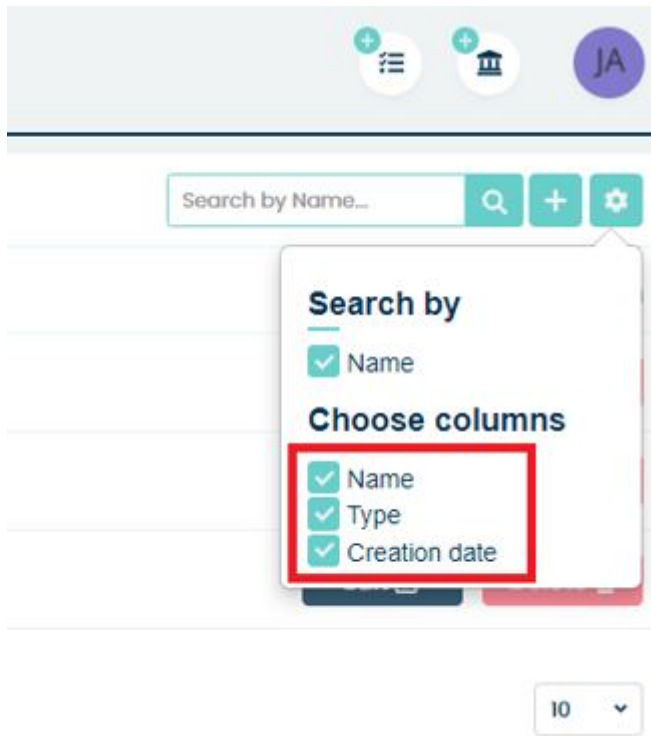 JA
Search by Name...
Search by
Name
Choose columns
Name
Type
Creation date
10